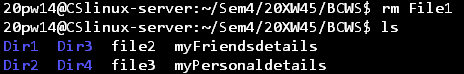 20pw14@CSlinux-server:~/Sem4/20XW45/BCWS$ rm File1
20pw14@CSlinux-server:~/Sem4/20XW45/BCWS$ ls
Dir1  Dir3  file2  myFriendsdetails
Dir2  Dir4  file3  myPersonaldetails